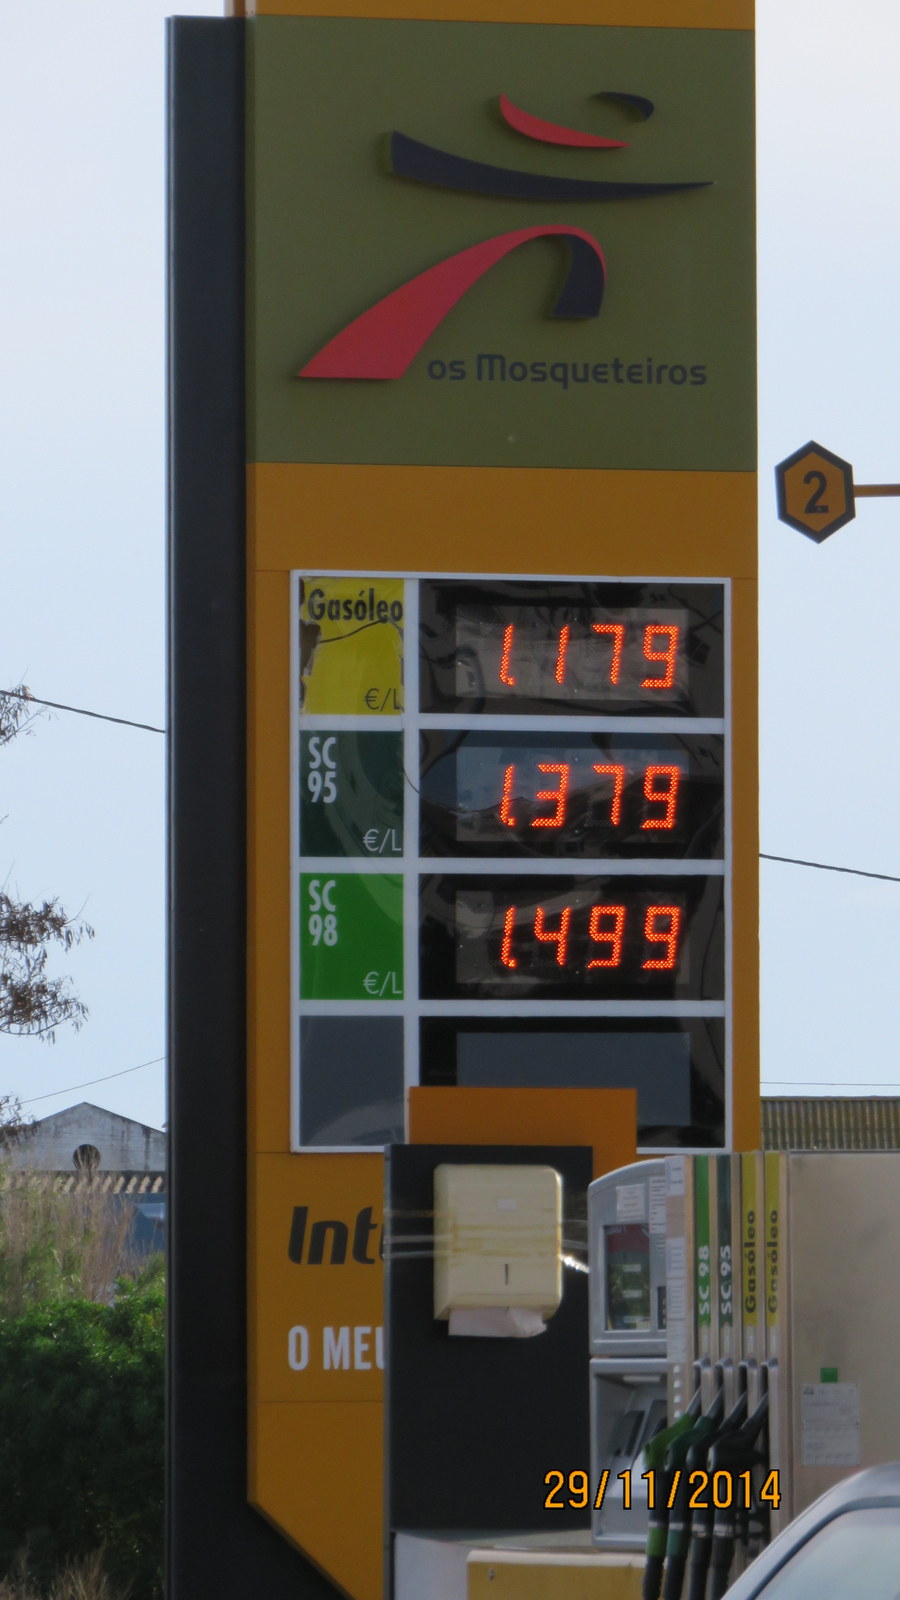 os Mosqueteiros
2
Gasóleo
€/L
1.179
SC
95
€/L
1.379
SC
98
€/L
1.499
Int
O MEU
SC 98
SC 95
Gasóleo
Gasóleo
29/11/2014